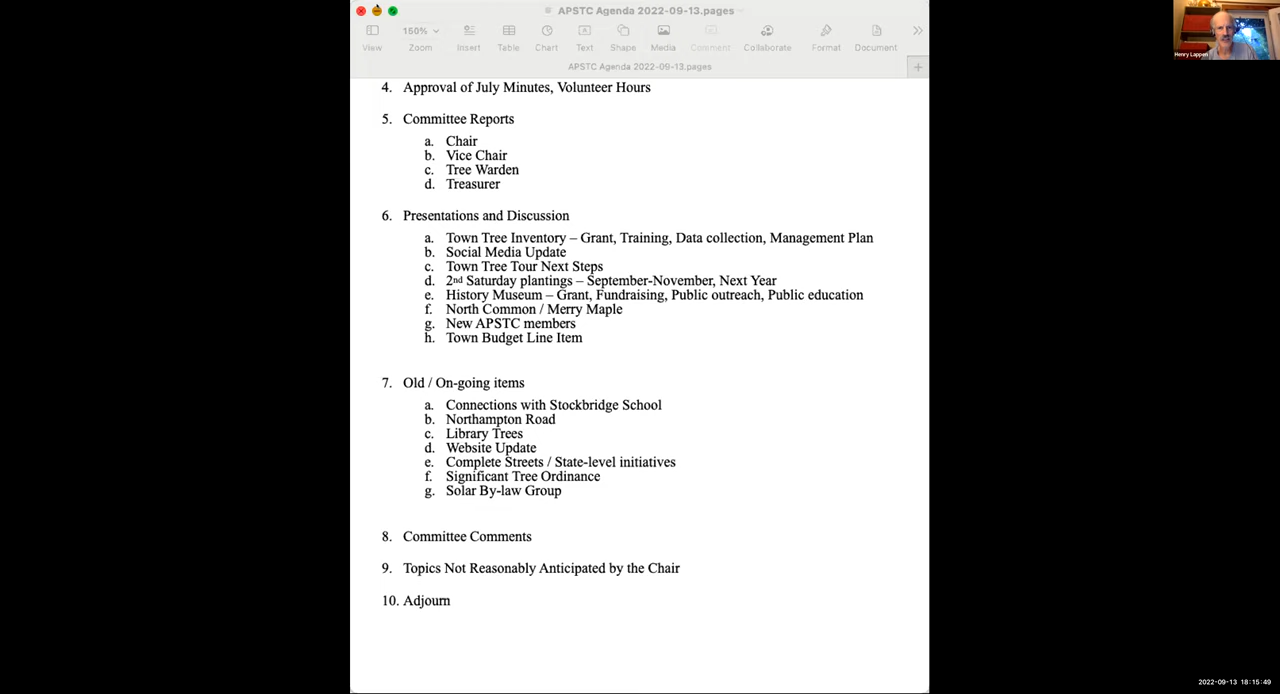 APSTC Agenda 2022-09-13.pages
View
150%
Zoom
Insert
Table
Chart
Text
Shape
Media
Comment
Collaborate
Format
Document
APSTC Agenda 2022-09-13.pages
4. Approval of July Minutes, Volunteer Hours
5. Committee Reports
a. Chair
b. Vice Chair
c. Tree Warden
d. Treasurer
6. Presentations and Discussion
a. Town Tree Inventory – Grant, Training, Data collection, Management Plan
b. Social Media Update
c. Town Tree Tour Next Steps
d. 2nd Saturday plantings – September-November, Next Year
e. History Museum – Grant, Fundraising, Public outreach, Public education
f. North Common / Merry Maple
g. New APSTC members
h. Town Budget Line Item
7. Old / On-going items
a. Connections with Stockbridge School
b. Northampton Road
c. Library Trees
d. Website Update
e. Complete Streets / State-level initiatives
f. Significant Tree Ordinance
g. Solar By-law Group
8. Committee Comments
9. Topics Not Reasonably Anticipated by the Chair
10. Adjourn
Henry Lappen
2022-09-13 18:15:49